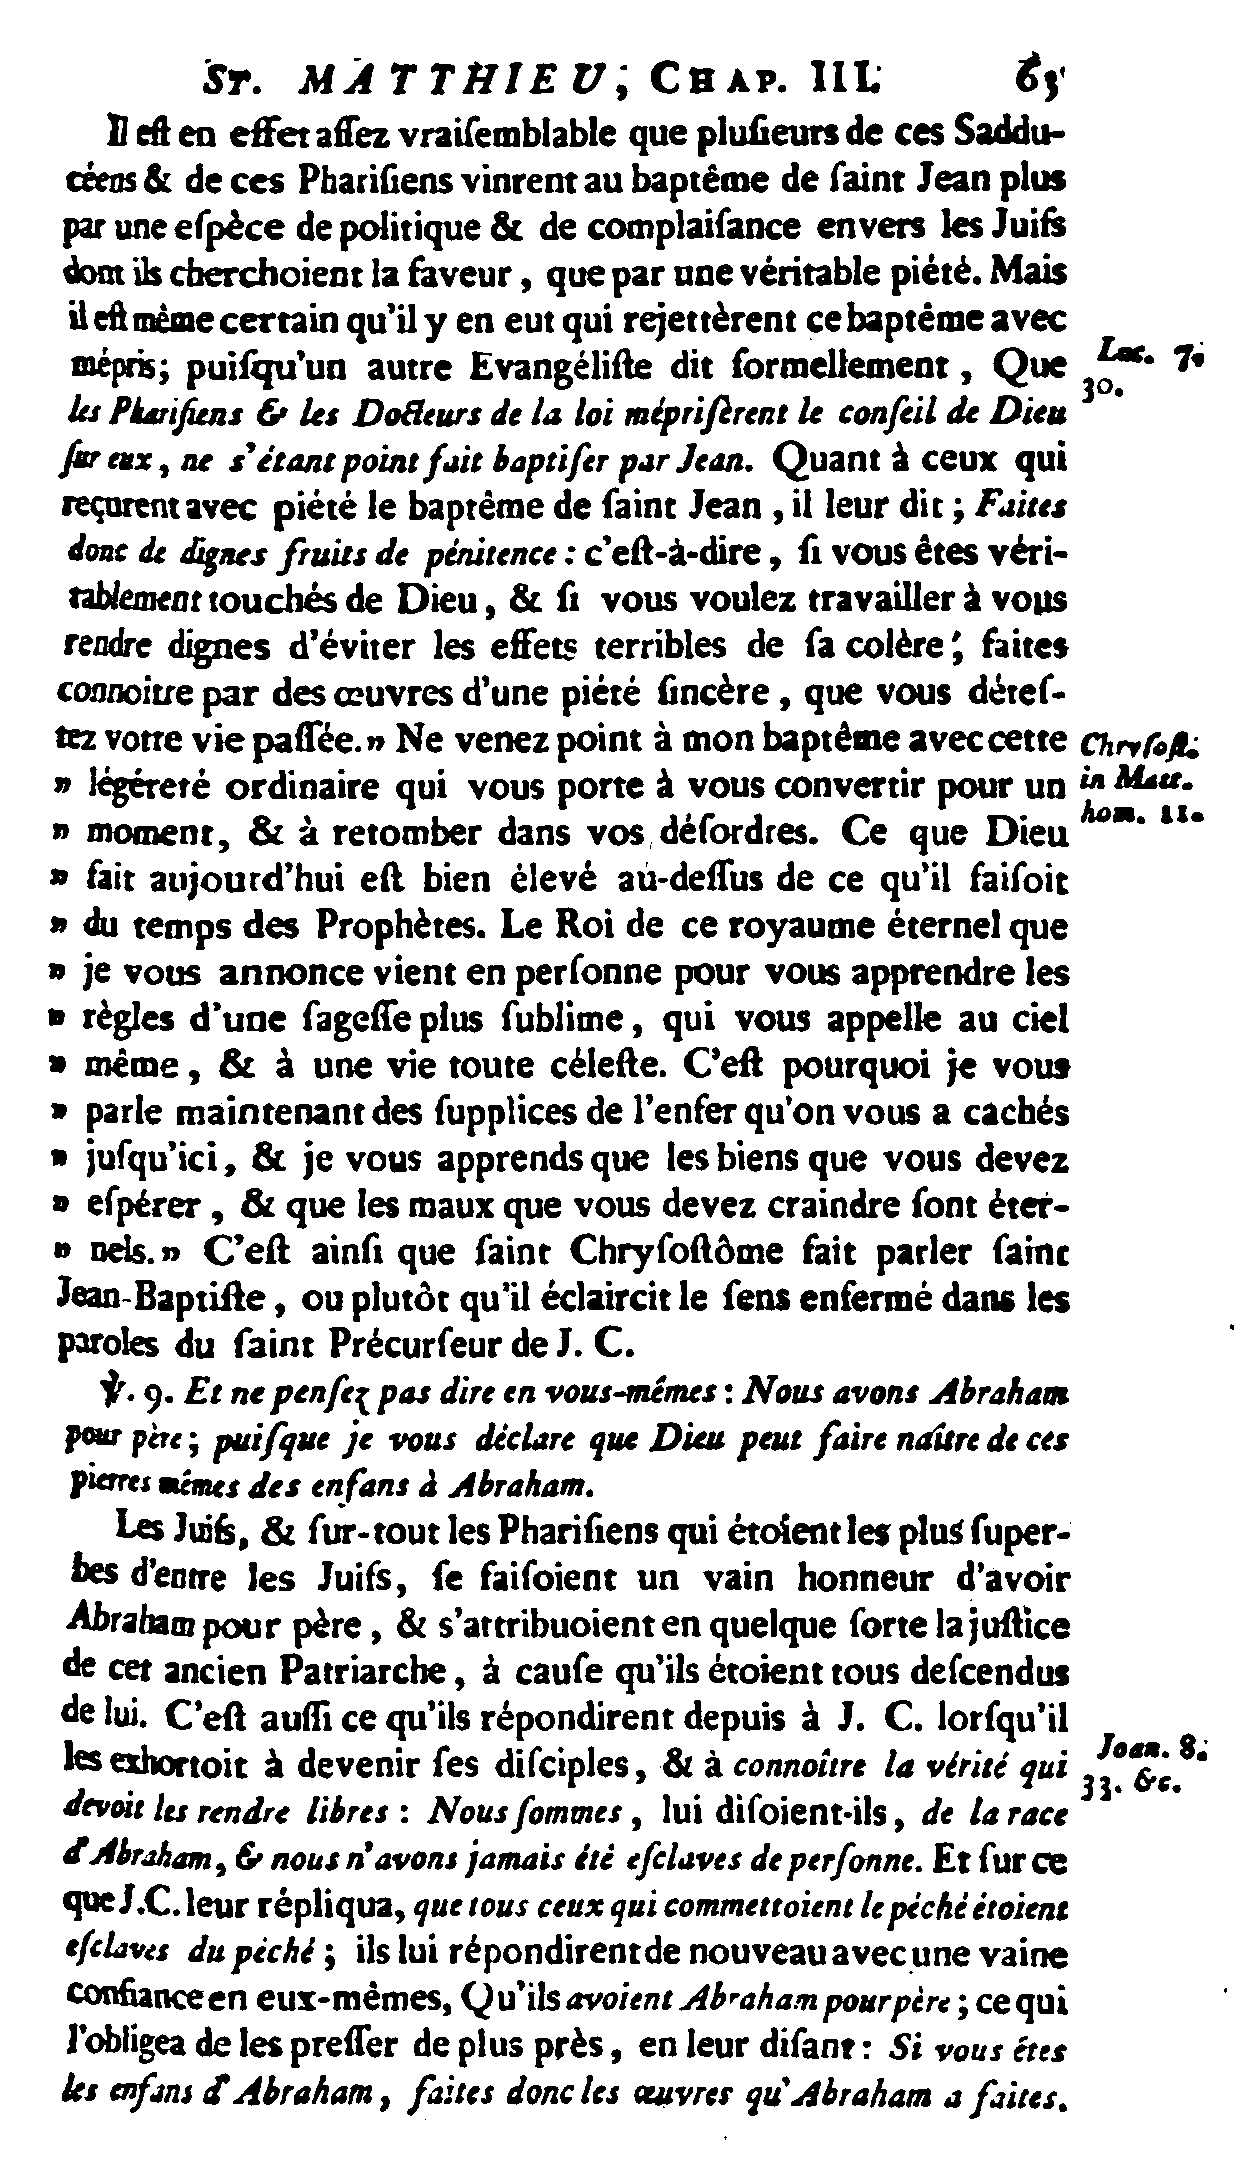 ST. MATTHIEU, CHAP. III. 65
Il eſt en effet aſſez vraiſemblable que pluſieurs de ces Saddu-
céens & de ces Phariſiens vinrent au baptême de ſaint Jean plus
par une eſpèce de politique & de complaiſance envers les Juifs
dont ils cherchoient la faveur, que par une véritable piété. Mais
il eſt même certain qu'il y en eut qui rejettèrent ce baptême avec
mépris; puiſqu'un autre Evangéliſte dit formellement, Que
Luc. 7.
30.
les Phariſiens & les Docteurs de la loi mépriſèrent le conſeil de Dieu
ſur eux, ne s'étant point fait baptiſer par Jean. Quant à ceux qui
reçurent avec piété le baptême de ſaint Jean, il leur dit; Faites
donc de dignes fruits de pénitence: c'eſt-à-dire, ſi vous êtes véri-
tablement touchés de Dieu, & ſi vous voulez travailler à vous
rendre dignes d'éviter les effets terribles de ſa colère; faites
connoitre par des œuvres d'une piété ſincère, que vous déteſ-
tez votre vie paſſée. » Ne venez point à mon baptême avec cette
Chryſoſt.
in Matt.
hom. 11.
» légéreté ordinaire qui vous porte à vous convertir pour un
» moment, & à retomber dans vos déſordres. Ce que Dieu
» fait aujourd'hui eſt bien élevé au-deſſus de ce qu'il faiſoit
» du temps des Prophètes. Le Roi de ce royaume éternel que
» je vous annonce vient en perſonne pour vous apprendre les
» règles d'une ſageſſe plus ſublime, qui vous appelle au ciel
» même, & à une vie toute céleſte. C'eſt pourquoi je vous
» parle maintenant des ſupplices de l'enfer qu'on vous a cachés
» juſqu'ici, & je vous apprends que les biens que vous devez
» eſpérer, & que les maux que vous devez craindre ſont éter-
» nels. » C'eſt ainſi que ſaint Chryſoſtôme fait parler ſaint
Jean-Baptiſte, ou plutôt qu'il éclaircit le ſens enfermé dans les
paroles du ſaint Précurſeur de J. C.
℣. 9. Et ne penſez pas dire en vous-mêmes: Nous avons Abraham
pour père; puiſque je vous déclare que Dieu peut faire naître de ces
pierres mêmes des enfans à Abraham.
Les Juifs, & ſur-tout les Phariſiens qui étoient les plus ſuper-
bes d'entre les Juifs, ſe faiſoient un vain honneur d'avoir
Abraham pour père, & s'attribuoient en quelque ſorte la juſtice
de cet ancien Patriarche, à cauſe qu'ils étoient tous deſcendus
de lui. C'eſt auſſi ce qu'ils répondirent depuis à J. C. lorſqu'il
les exhortoit à devenir ſes diſciples, & à connoître la vérité qui
Joan. 8.
33. &c.
devoit les rendre libres: Nous ſommes, lui diſoient-ils, de la race
d'Abraham, & nous n'avons jamais été eſclaves de perſonne. Et ſur ce
que J.C. leur répliqua, que tous ceux qui commettoient le péché étoient
eſclaves du péché; ils lui répondirent de nouveau avec une vaine
confiance en eux-mêmes, Qu'ils avoient Abraham pour père; ce qui
l'obligea de les preſſer de plus près, en leur diſant: Si vous êtes
les enfans d'Abraham, faites donc les œuvres qu'Abraham a faites.